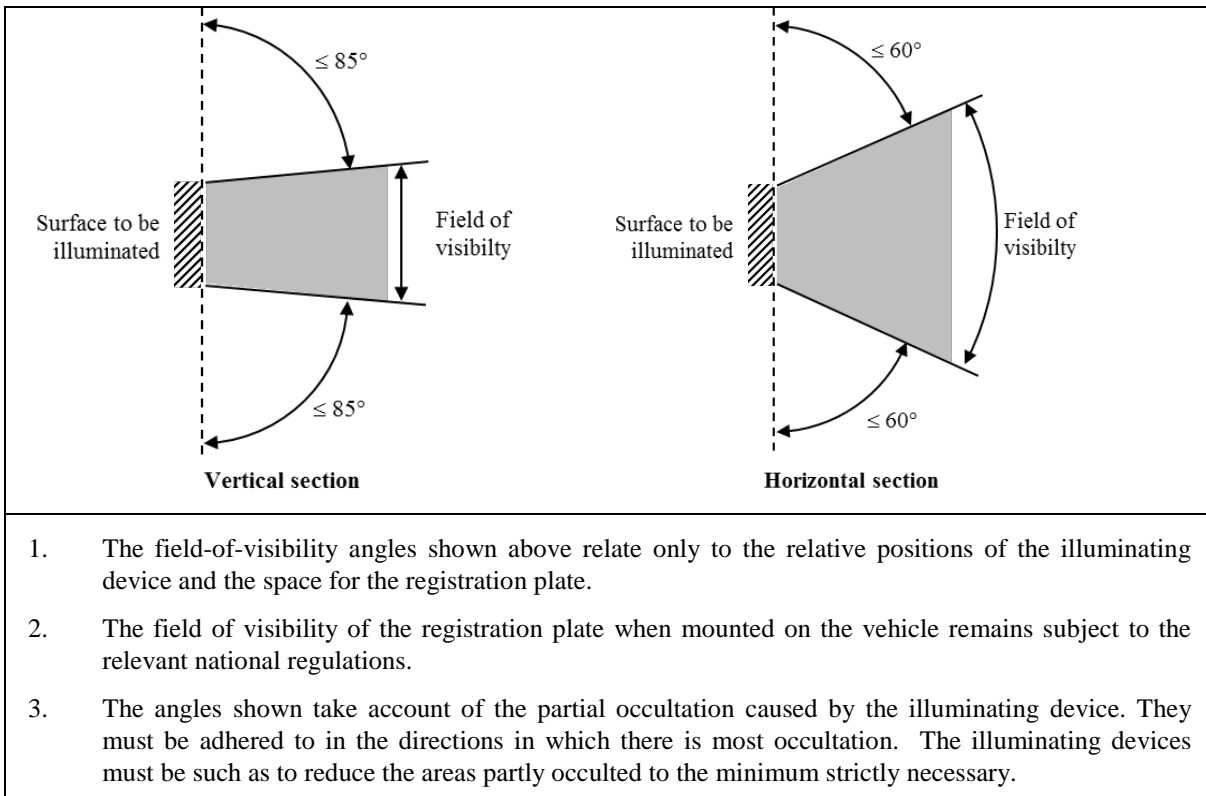 ≤ 85°
Surface to be
illuminated
Field of
visibilty
≤ 85°
Vertical section
≤ 60°
Surface to be
illuminated
Field of
visibilty
≤ 60°
Horizontal section
1. The field-of-visibility angles shown above relate only to the relative positions of the illuminating
device and the space for the registration plate.
2. The field of visibility of the registration plate when mounted on the vehicle remains subject to the
relevant national regulations.
3. The angles shown take account of the partial occultation caused by the illuminating device. They
must be adhered to in the directions in which there is most occultation. The illuminating devices
must be such as to reduce the areas partly occulted to the minimum strictly necessary.